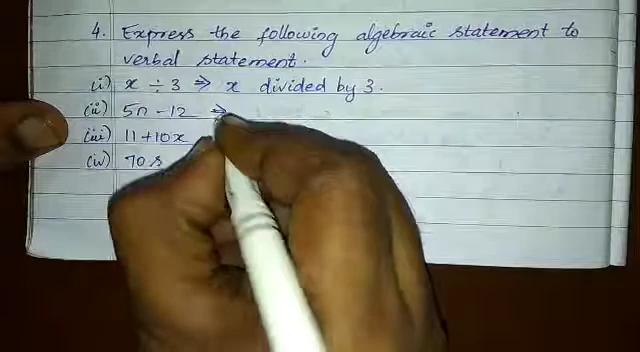 4. Express the following algebraic statement to
verbal statement.
(i) x ÷ 3 ⇒ x divided by 3.
(ii) 5n - 12 ⇒
(iii) 11 + 10x
(iv) 70 s